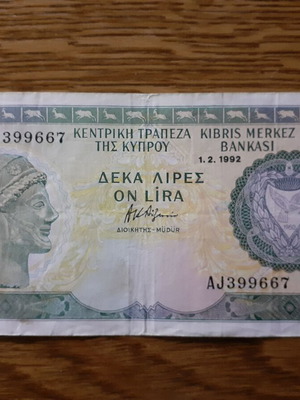 399667
ΚΕΝΤΡΙΚΗ ΤΡΑΠΕΖΑ
ΤΗΣ ΚΥΠΡΟΥ
KIBRIS MERKEZ
BANKASI
1. 2. 1992
ΔΕΚΑ ΛΙΡΕΣ
ON LİRA
ΔΙΟΙΚΗΤΗΣ - MÜDÜR
AJ399667